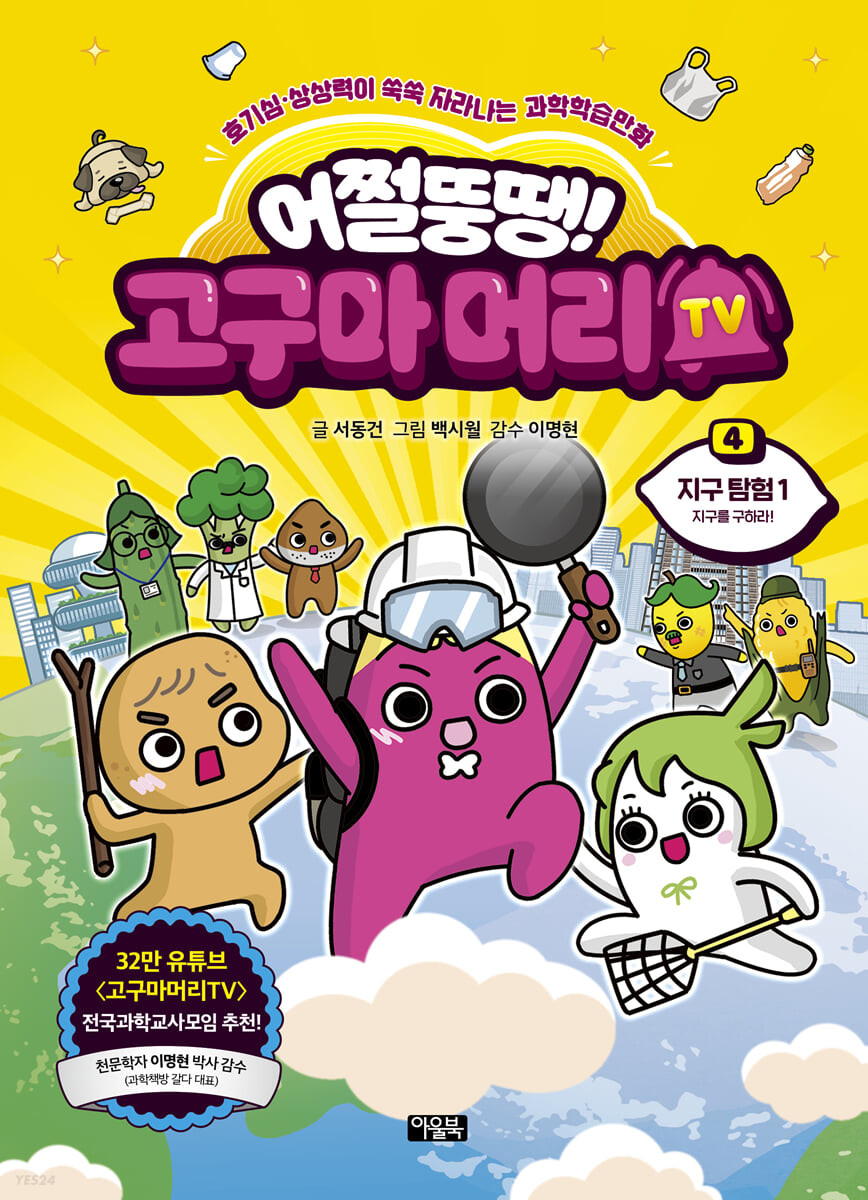 호기심·상상력이 쑥쑥 자라나는 과학학습만화
어쩔뚱땡!
고구마 머리 TV
글 서동건 그림 백시월 감수 이명현
4
지구 탐험 1
지구를 구하라!
32만 유튜브
〈고구마머리TV〉
전국과학교사모임 추천!
천문학자 이명현 박사 감수
(과학책방 갈다 대표)
아울북
YES24